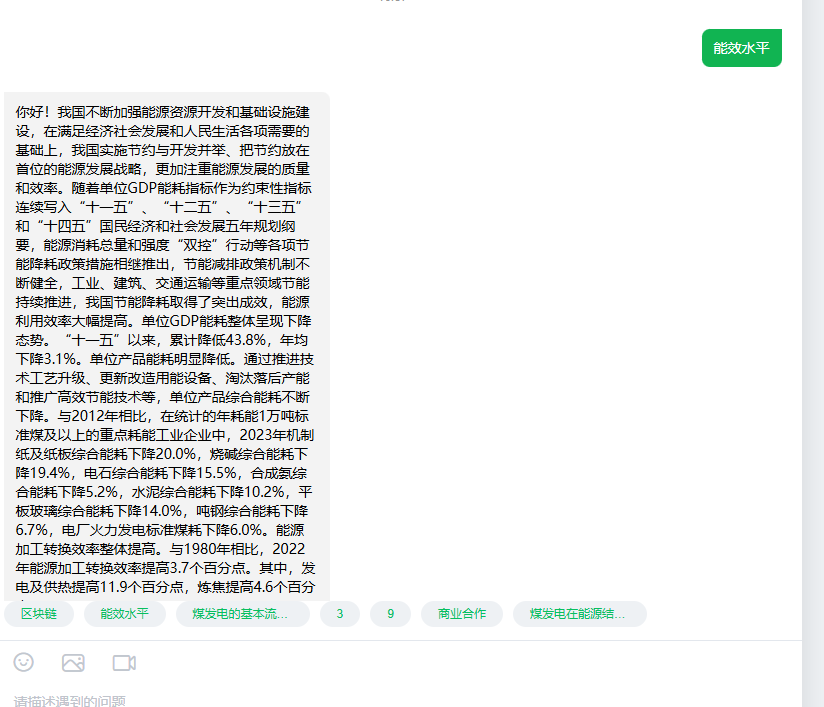 能效水平
你好！我国不断加强能源资源开发和基础设施建
设，在满足经济社会发展和人民生活各项需要的
基础上，我国实施节约与开发并举、把节约放在
首位的能源发展战略，更加注重能源发展的质量
和效率。随着单位GDP能耗指标作为约束性指标
连续写入“十一五”、“十二五”、“十三五”
和“十四五”国民经济和社会发展五年规划纲
要，能源消耗总量和强度“双控”行动等各项节
能降耗政策措施相继推出，节能减排政策机制不
断健全，工业、建筑、交通运输等重点领域节能
持续推进，我国节能降耗取得了突出成效，能源
利用效率大幅提高。单位GDP能耗整体呈现下降
态势。“十一五”以来，累计降低43.8%，年均
下降3.1%。单位产品能耗明显降低。通过推进技
术工艺升级、更新改造用能设备、淘汰落后产能
和推广高效节能技术等，单位产品综合能耗不断
下降。与2012年相比，在统计的年耗能1万吨标
准煤及以上的重点耗能工业企业中，2023年机制
纸及纸板综合能耗下降20.0%，烧碱综合能耗下
降19.4%，电石综合能耗下降15.5%，合成氨综
合能耗下降5.2%，水泥综合能耗下降10.2%，平
板玻璃综合能耗下降14.0%，吨钢综合能耗下降
6.7%，电厂火力发电标准煤耗下降6.0%。能源
加工转换效率整体提高。与1980年相比，2022
年能源加工转换效率提高3.7个百分点。其中，发
电及供热提高11.9个百分点，炼焦提高4.6个百分
区块链 能效水平 煤发电的基本流... 3 9 商业合作 煤发电在能源结...
请描述遇到的问题